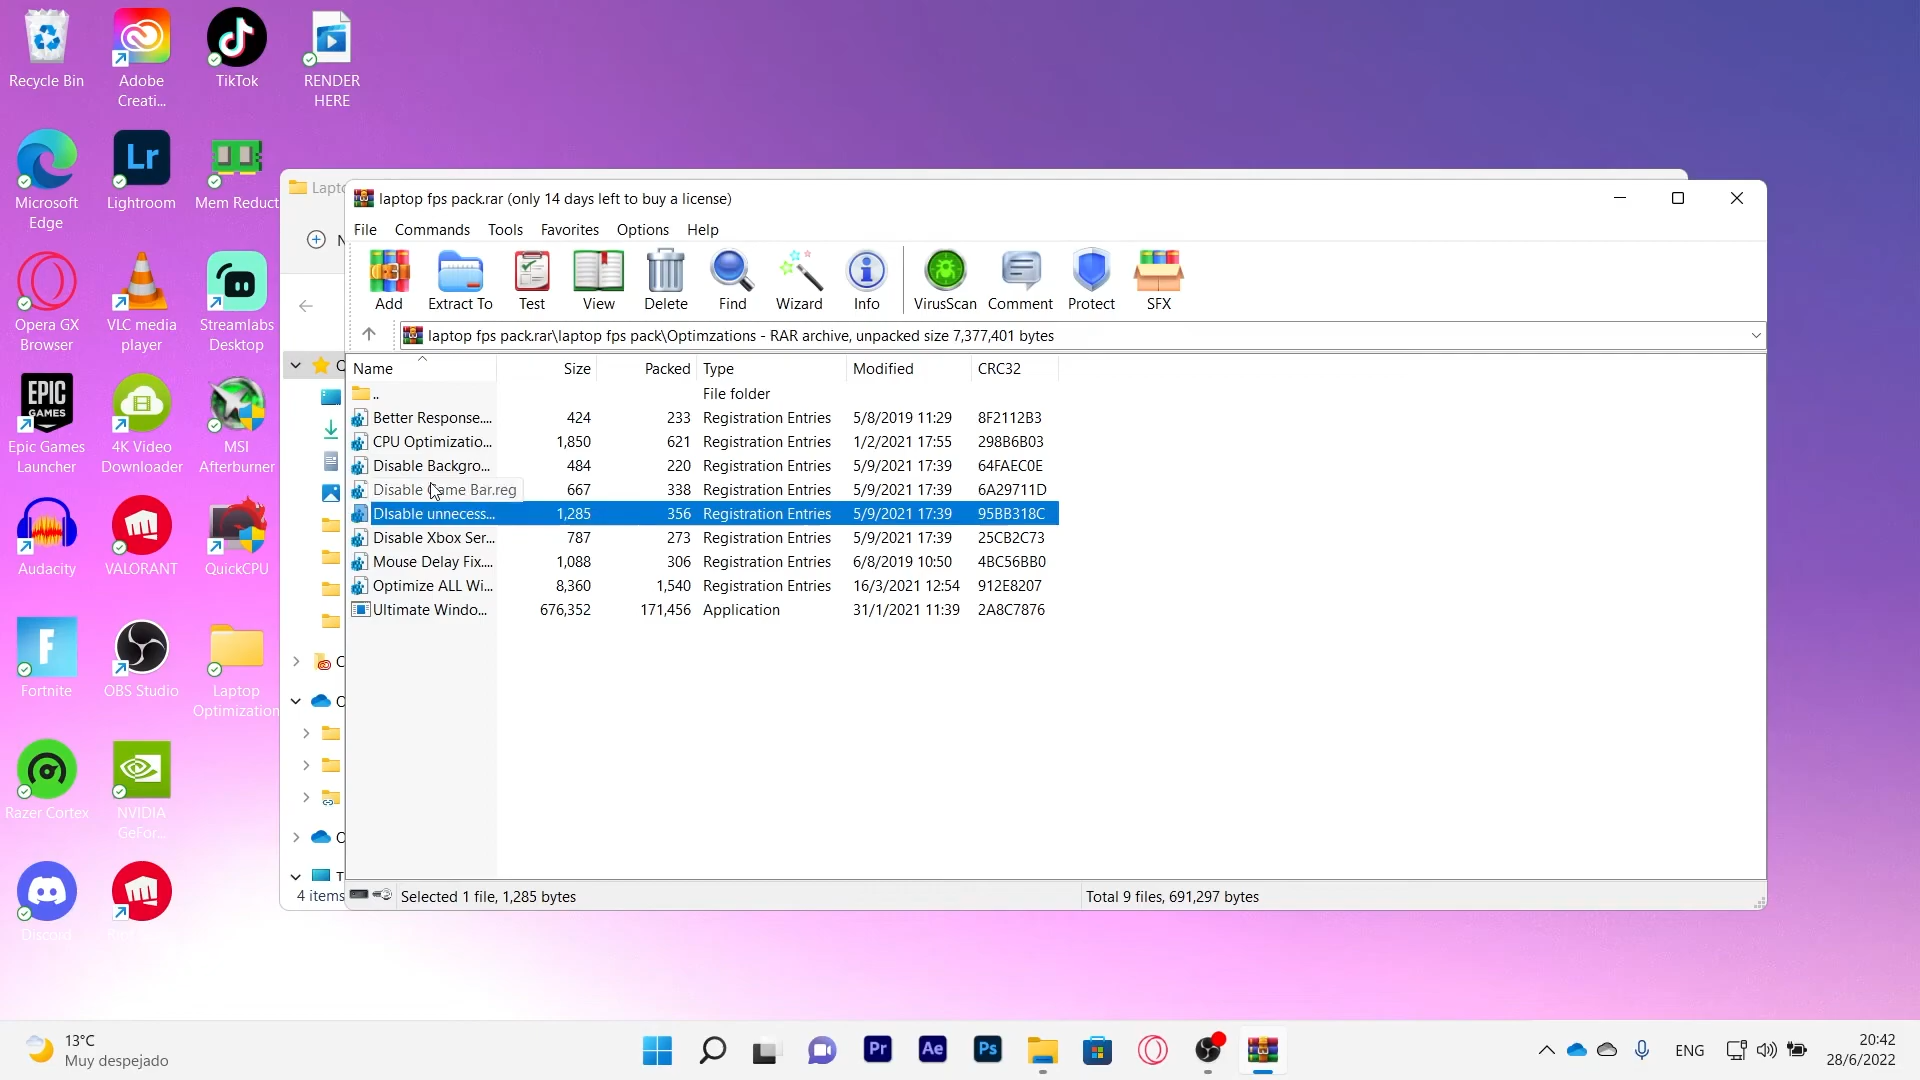 Recycle Bin
Adobe
Creati...
TikTok
RENDER
HERE
Microsoft
Edge
Lr
Lightroom
Mem Reduct
Opera GX
Browser
VLC media
player
Streamlabs
Desktop
EPIC
GAMES
Epic Games
Launcher
4K Video
Downloader
MSI
Afterburner
Audacity
VALORANT
QuickCPU
F
Fortnite
OBS Studio
Laptop
Optimization
Razer Cortex
NVIDIA
GeFor...
Discord
Lapto
laptop fps pack.rar (only 14 days left to buy a license)
File Commands Tools Favorites Options Help
Add
Extract To
Test
View
Delete
Find
Wizard
Info
VirusScan
Comment
Protect
SFX
laptop fps pack.rar\laptop fps pack\Optimzations - RAR archive, unpacked size 7,377,401 bytes
Name Size Packed Type Modified CRC32
.. File folder
Better Response.... 424 233 Registration Entries 5/8/2019 11:29 8F2112B3
CPU Optimizatio... 1,850 621 Registration Entries 1/2/2021 17:55 298B6B03
Disable Backgro... 484 220 Registration Entries 5/9/2021 17:39 64FAEC0E
Disable Game Bar.reg 667 338 Registration Entries 5/9/2021 17:39 6A29711D
DIsable unnecess... 1,285 356 Registration Entries 5/9/2021 17:39 95BB318C
Disable Xbox Ser... 787 273 Registration Entries 5/9/2021 17:39 25CB2C73
Mouse Delay Fix.... 1,088 306 Registration Entries 6/8/2019 10:50 4BC56BB0
Optimize ALL Wi... 8,360 1,540 Registration Entries 16/3/2021 12:54 912E8207
Ultimate Windo... 676,352 171,456 Application 31/1/2021 11:39 2A8C7876
4 items
Selected 1 file, 1,285 bytes
Total 9 files, 691,297 bytes
13°C
Muy despejado
Pr
Ae
Ps
ENG
20:42
28/6/2022